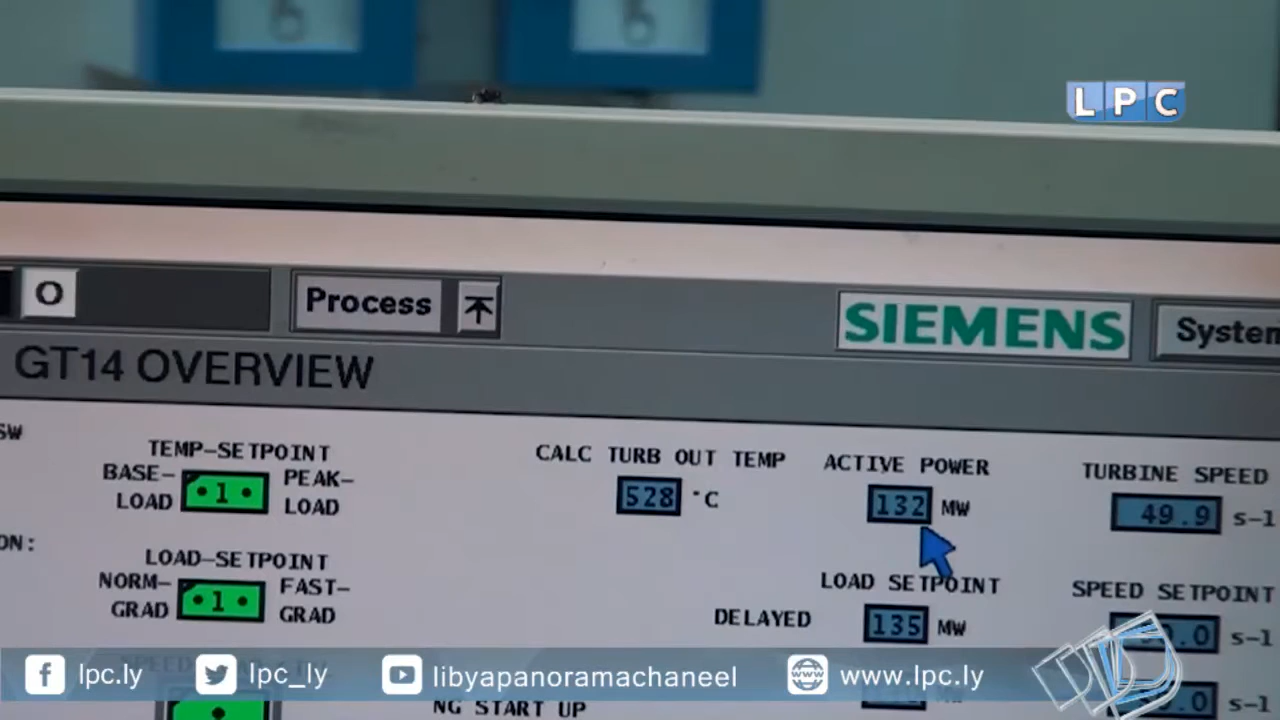 LPC
O
Process
SIEMENS
System
GT14 OVERVIEW
SW
TEMP-SETPOINT
BASE-
LOAD
1
PEAK-
LOAD
CALC TURB OUT TEMP
528 °C
ACTIVE POWER
132 MW
TURBINE SPEED
49.9 s-1
ON:
LOAD-SETPOINT
NORM-
GRAD
1
FAST-
GRAD
LOAD SETPOINT
DELAYED 135 MW
SPEED SETPOINT
s-1
lpc.ly
lpc_ly
libyapanoramachaneel
www.lpc.ly
NG START UP
s-1